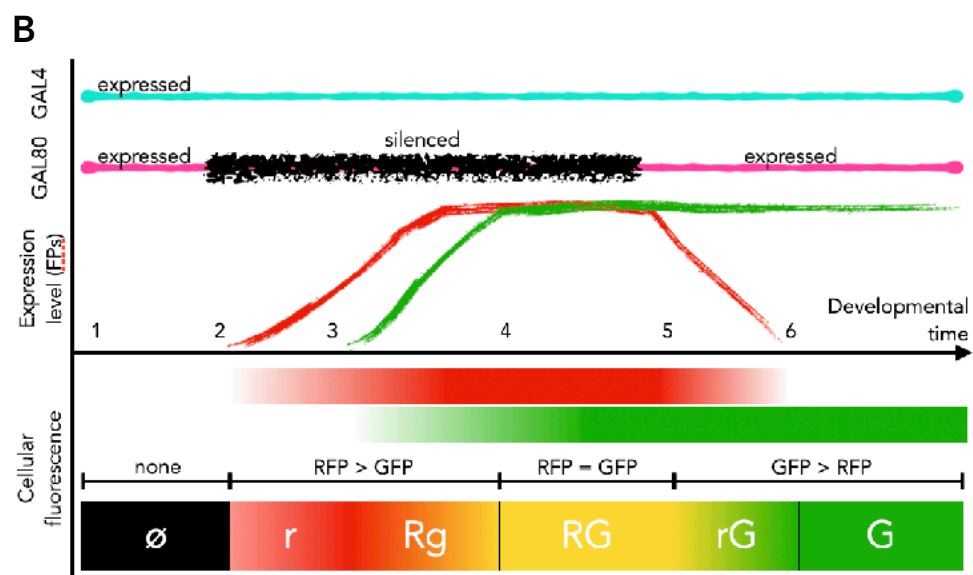 B
GAL4
expressed
GAL80
expressed
silenced
expressed
Expression
level (FPs)
1 2 3 4 5 6
Developmental
time
Cellular
fluorescence
none RFP > GFP RFP = GFP GFP > RFP
ø r Rg RG rG G